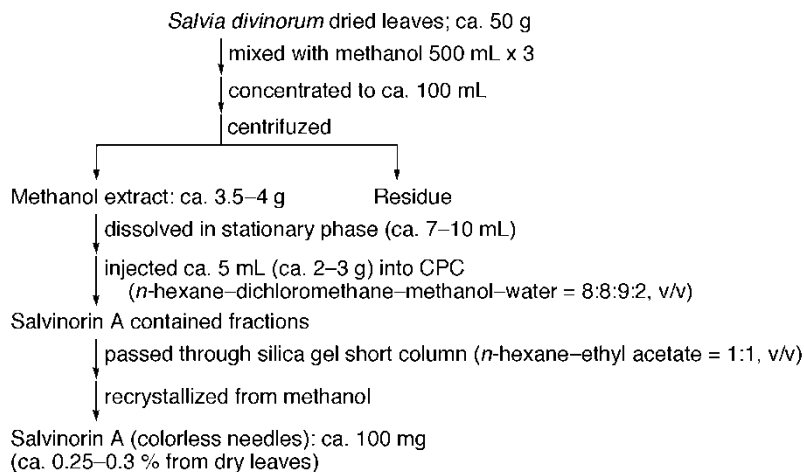 Salvia divinorum dried leaves; ca. 50 g
mixed with methanol 500 mL x 3
concentrated to ca. 100 mL
centrifuzed
Methanol extract: ca. 3.5–4 g Residue
dissolved in stationary phase (ca. 7–10 mL)
injected ca. 5 mL (ca. 2–3 g) into CPC
(n-hexane–dichloromethane–methanol–water = 8:8:9:2, v/v)
Salvinorin A contained fractions
passed through silica gel short column (n-hexane–ethyl acetate = 1:1, v/v)
recrystallized from methanol
Salvinorin A (colorless needles): ca. 100 mg
(ca. 0.25–0.3 % from dry leaves)